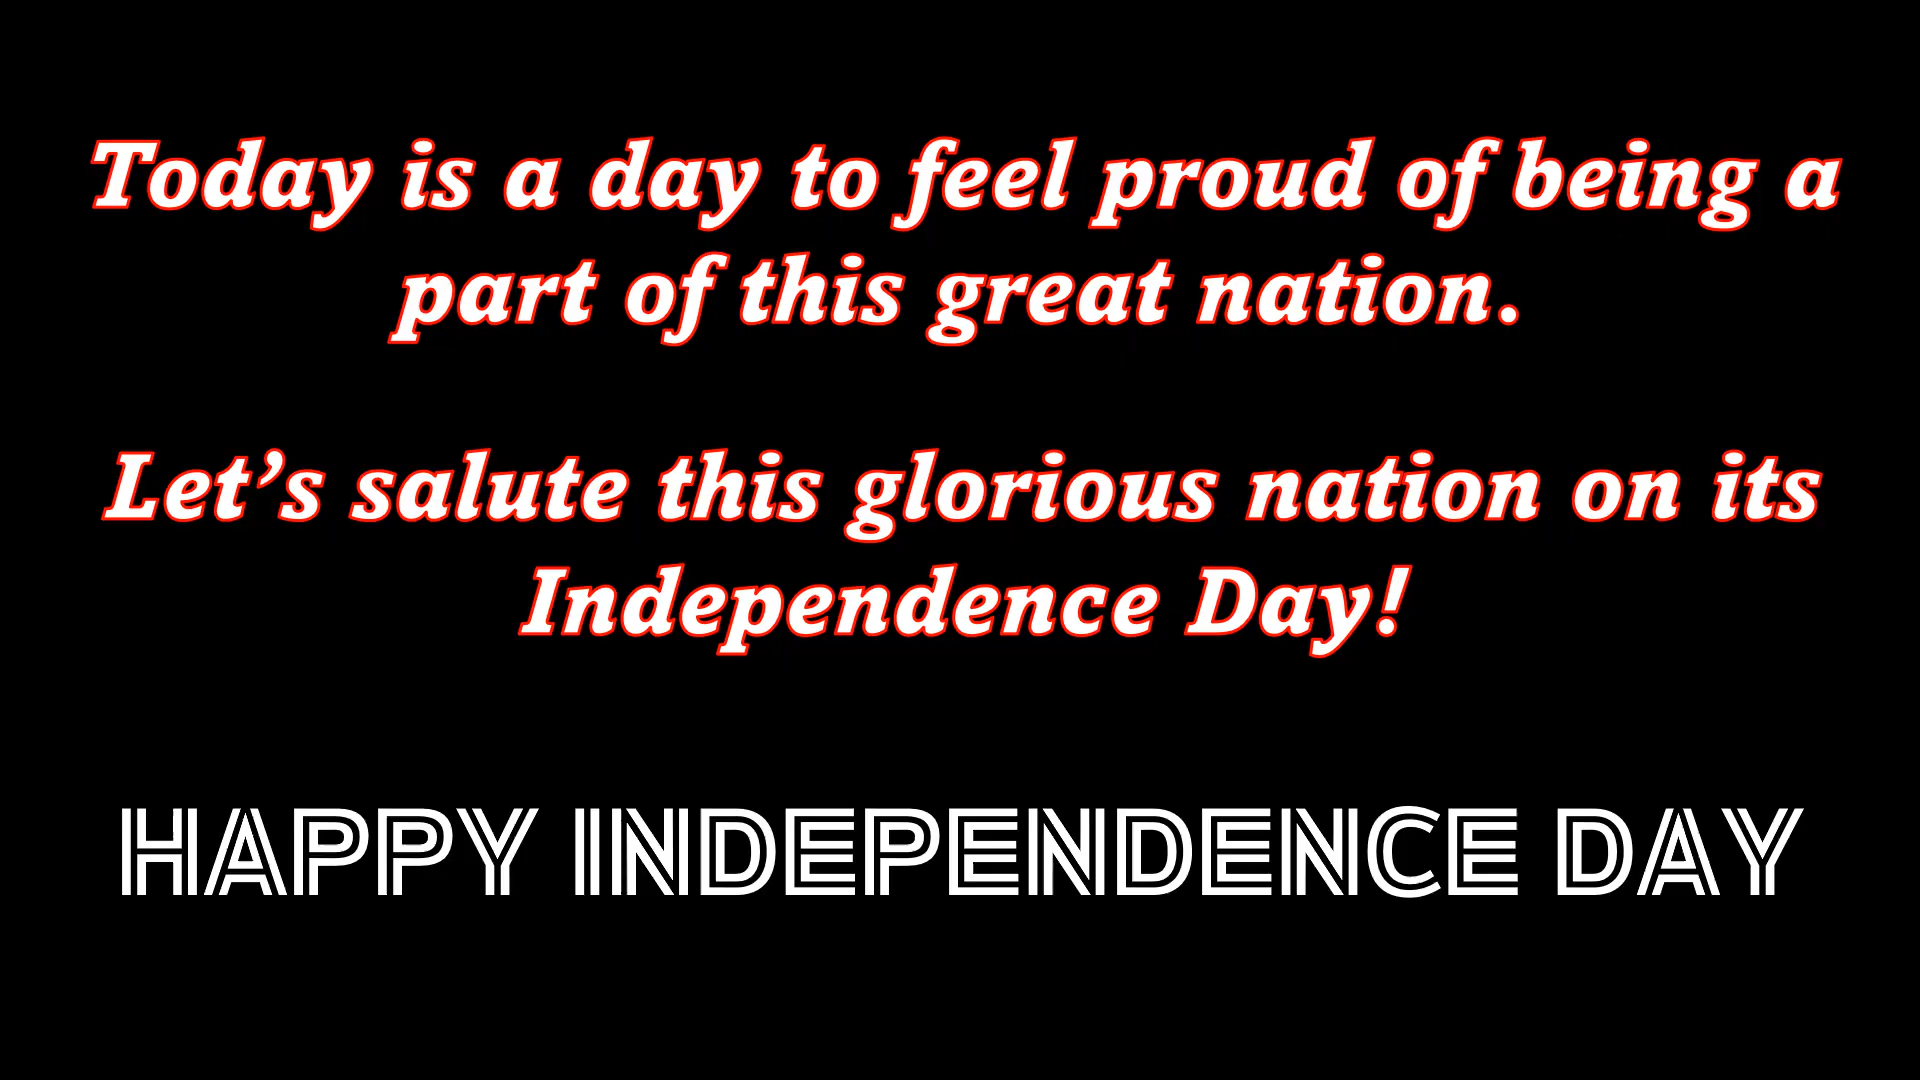 Today is a day to feel proud of being a
part of this great nation.
Let’s salute this glorious nation on its
Independence Day!
HAPPY INDEPENDENCE DAY